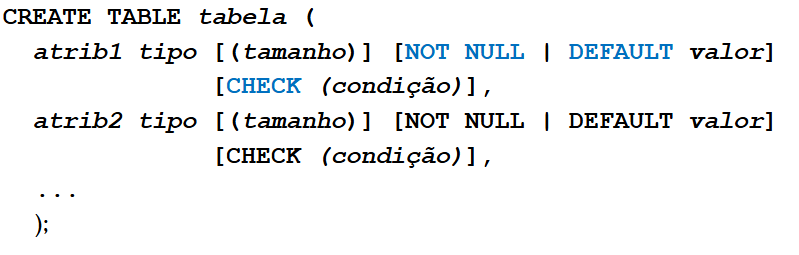 CREATE TABLE tabela (
atrib1 tipo [(tamanho)] [NOT NULL | DEFAULT valor]
[CHECK (condição)],
atrib2 tipo [(tamanho)] [NOT NULL | DEFAULT valor]
[CHECK (condição)],
...
);